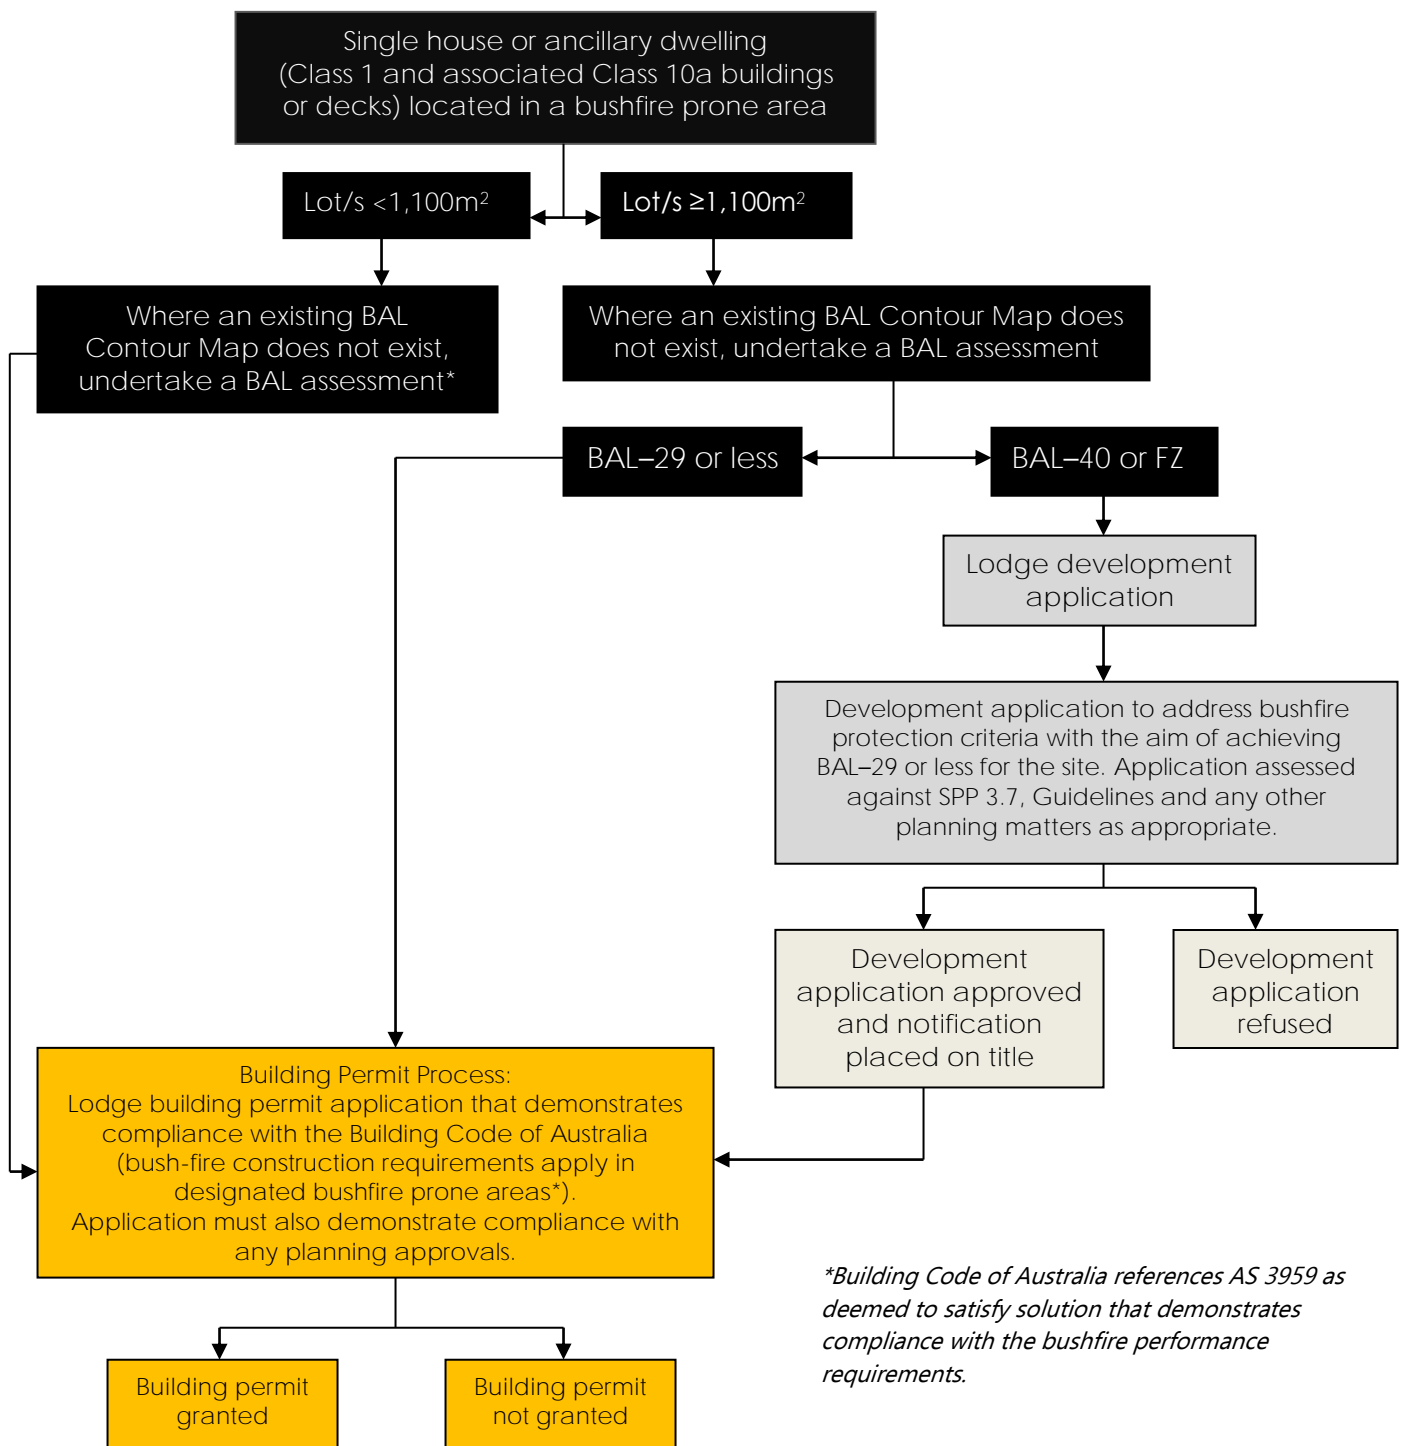 Single house or ancillary dwelling
(Class 1 and associated Class 10a buildings
or decks) located in a bushfire prone area
Lot/s <1,100m²
Lot/s ≥1,100m²
Where an existing BAL
Contour Map does not exist,
undertake a BAL assessment*
Where an existing BAL Contour Map does
not exist, undertake a BAL assessment
BAL–29 or less
BAL–40 or FZ
Lodge development
application
Development application to address bushfire
protection criteria with the aim of achieving
BAL–29 or less for the site. Application assessed
against SPP 3.7, Guidelines and any other
planning matters as appropriate.
Development
application approved
and notification
placed on title
Development
application
refused
Building Permit Process:
Lodge building permit application that demonstrates
compliance with the Building Code of Australia
(bush-fire construction requirements apply in
designated bushfire prone areas*).
Application must also demonstrate compliance with
any planning approvals.
*Building Code of Australia references AS 3959 as
deemed to satisfy solution that demonstrates
compliance with the bushfire performance
requirements.
Building permit
granted
Building permit
not granted